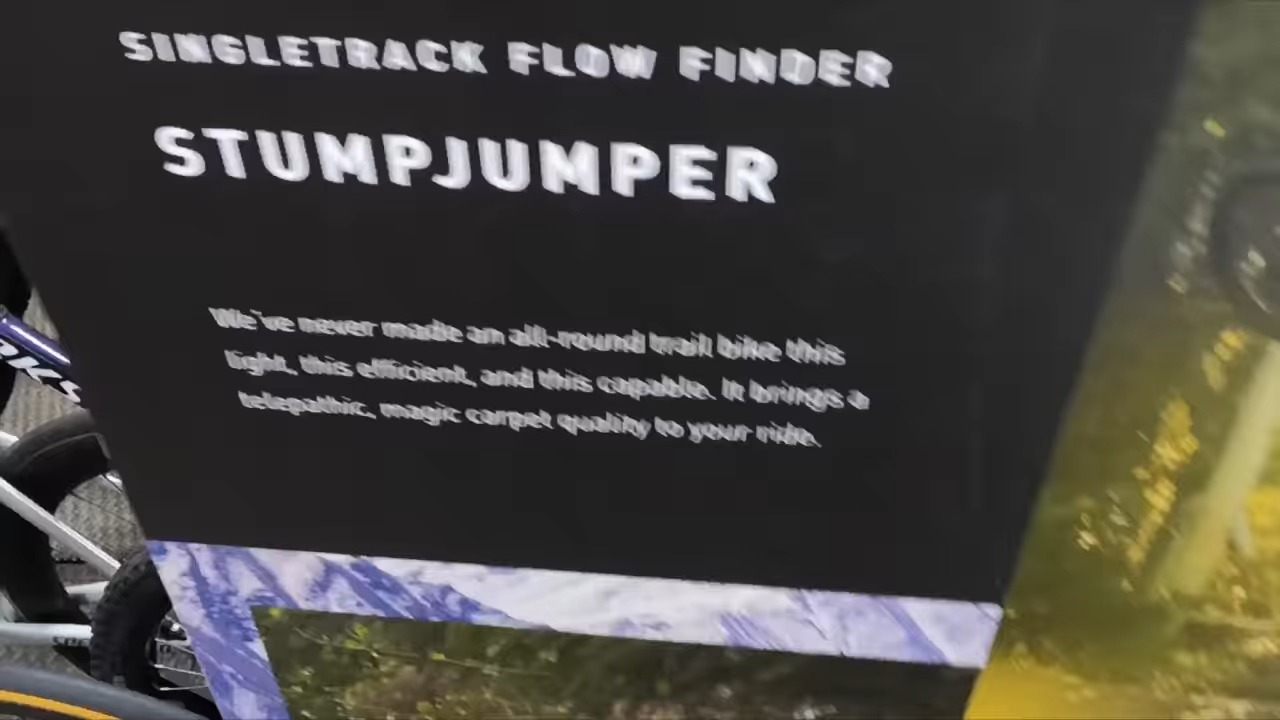 SINGLETRACK FLOW FINDER
STUMPJUMPER
We've never made an all-round trail bike this
light, this efficient, and this capable. It brings a
telepathic, magic carpet quality to your ride.